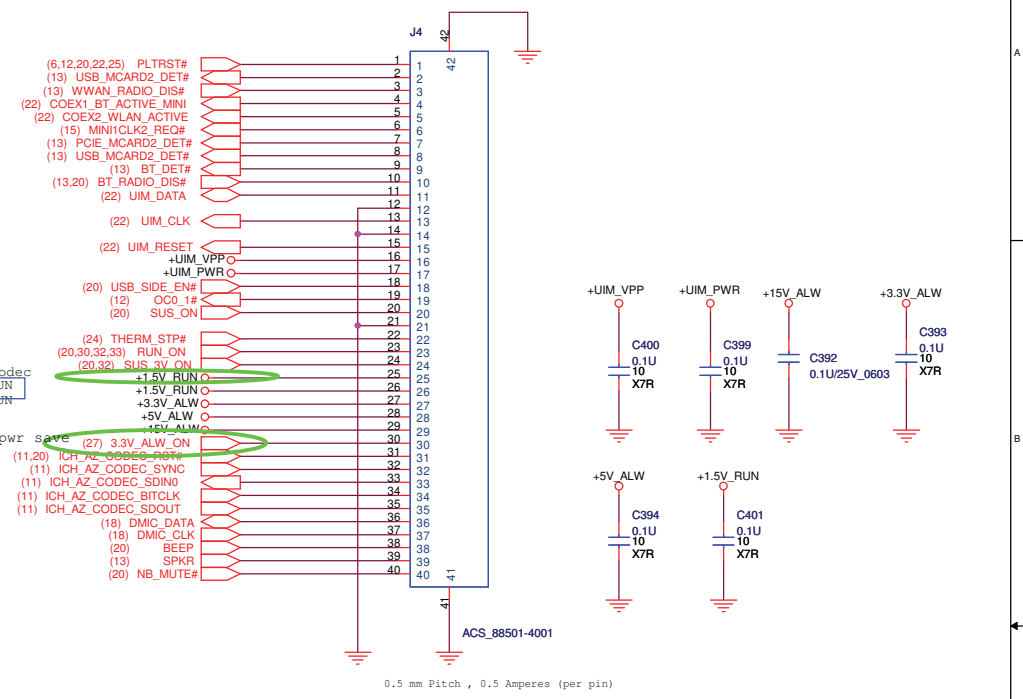 J4
42
42
(6,12,20,22,25) PLTRST# 1 1
(13) USB_MCARD2_DET# 2 2
(13) WWAN_RADIO_DIS# 3 3
(22) COEX1_BT_ACTIVE_MINI 4 4
(22) COEX2_WLAN_ACTIVE 5 5
(15) MINI1CLK2_REQ# 6 6
(13) PCIE_MCARD2_DET# 7 7
(13) USB_MCARD2_DET# 8 8
(13) BT_DET# 9 9
(13,20) BT_RADIO_DIS# 10 10
(22) UIM_DATA 11 11
12 12
(22) UIM_CLK 13 13
14 14
(22) UIM_RESET 15 15
+UIM_VPP 16 16
+UIM_PWR 17 17
(20) USB_SIDE_EN# 18 18
(12) OC0_1# 19 19
(20) SUS_ON 20 20
21 21
(24) THERM_STP# 22 22
(20,30,32,33) RUN_ON 23 23
(20,32) SUS_3V_ON 24 24
+1.5V_RUN 25 25
+1.5V_RUN 26 26
+3.3V_ALW 27 27
+5V_ALW 28 28
+15V_ALW 29 29
(27) 3.3V_ALW_ON 30 30
(11,20) ICH_AZ_CODEC_RST# 31 31
(11) ICH_AZ_CODEC_SYNC 32 32
(11) ICH_AZ_CODEC_SDIN0 33 33
(11) ICH_AZ_CODEC_BITCLK 34 34
(11) ICH_AZ_CODEC_SDOUT 35 35
(18) DMIC_DATA 36 36
(18) DMIC_CLK 37 37
(20) BEEP 38 38
(13) SPKR 39 39
(20) NB_MUTE# 40 40
41
41
ACS_88501-4001
0.5 mm Pitch , 0.5 Amperes (per pin)
odec
UN
UN
pwr save
+UIM_VPP
C400
0.1U
10
X7R
+UIM_PWR
C399
0.1U
10
X7R
+15V_ALW
C392
0.1U/25V_0603
+3.3V_ALW
C393
0.1U
10
X7R
+5V_ALW
C394
0.1U
10
X7R
+1.5V_RUN
C401
0.1U
10
X7R
A
B